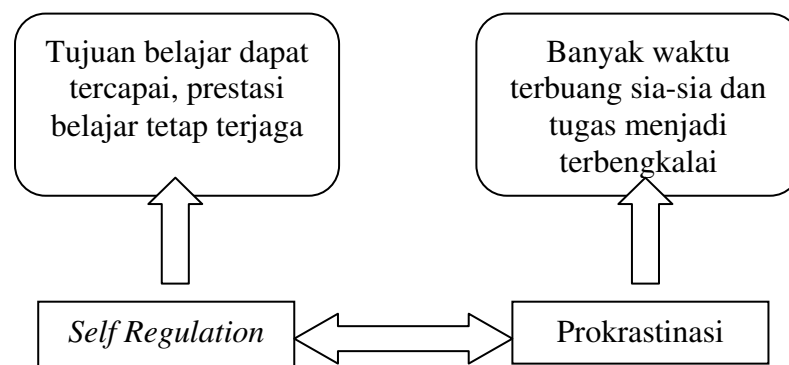 Tujuan belajar dapat
tercapai, prestasi
belajar tetap terjaga
Banyak waktu
terbuang sia-sia dan
tugas menjadi
terbengkalai
Self Regulation
Prokrastinasi